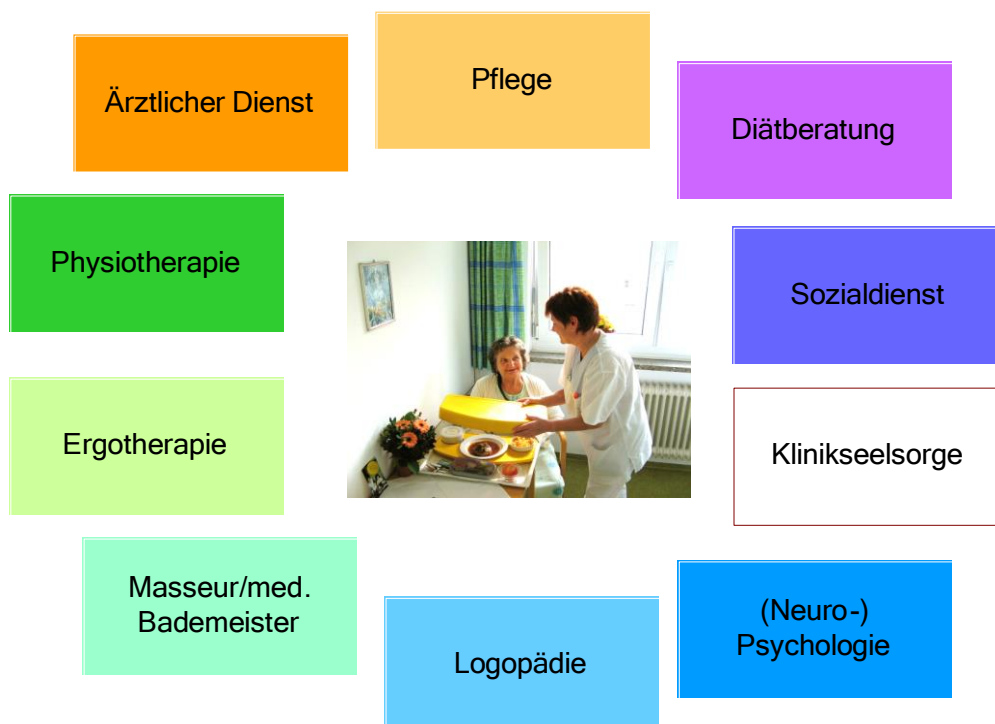 Ärztlicher Dienst
Pflege
Diätberatung
Physiotherapie
Sozialdienst
Ergotherapie
Klinikseelsorge
Masseur/med.
Bademeister
Logopädie
(Neuro-)
Psychologie